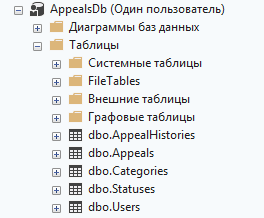 AppealsDb (Один пользователь)
Диаграммы баз данных
Таблицы
Системные таблицы
FileTables
Внешние таблицы
Графовые таблицы
dbo.AppealHistories
dbo.Appeals
dbo.Categories
dbo.Statuses
dbo.Users